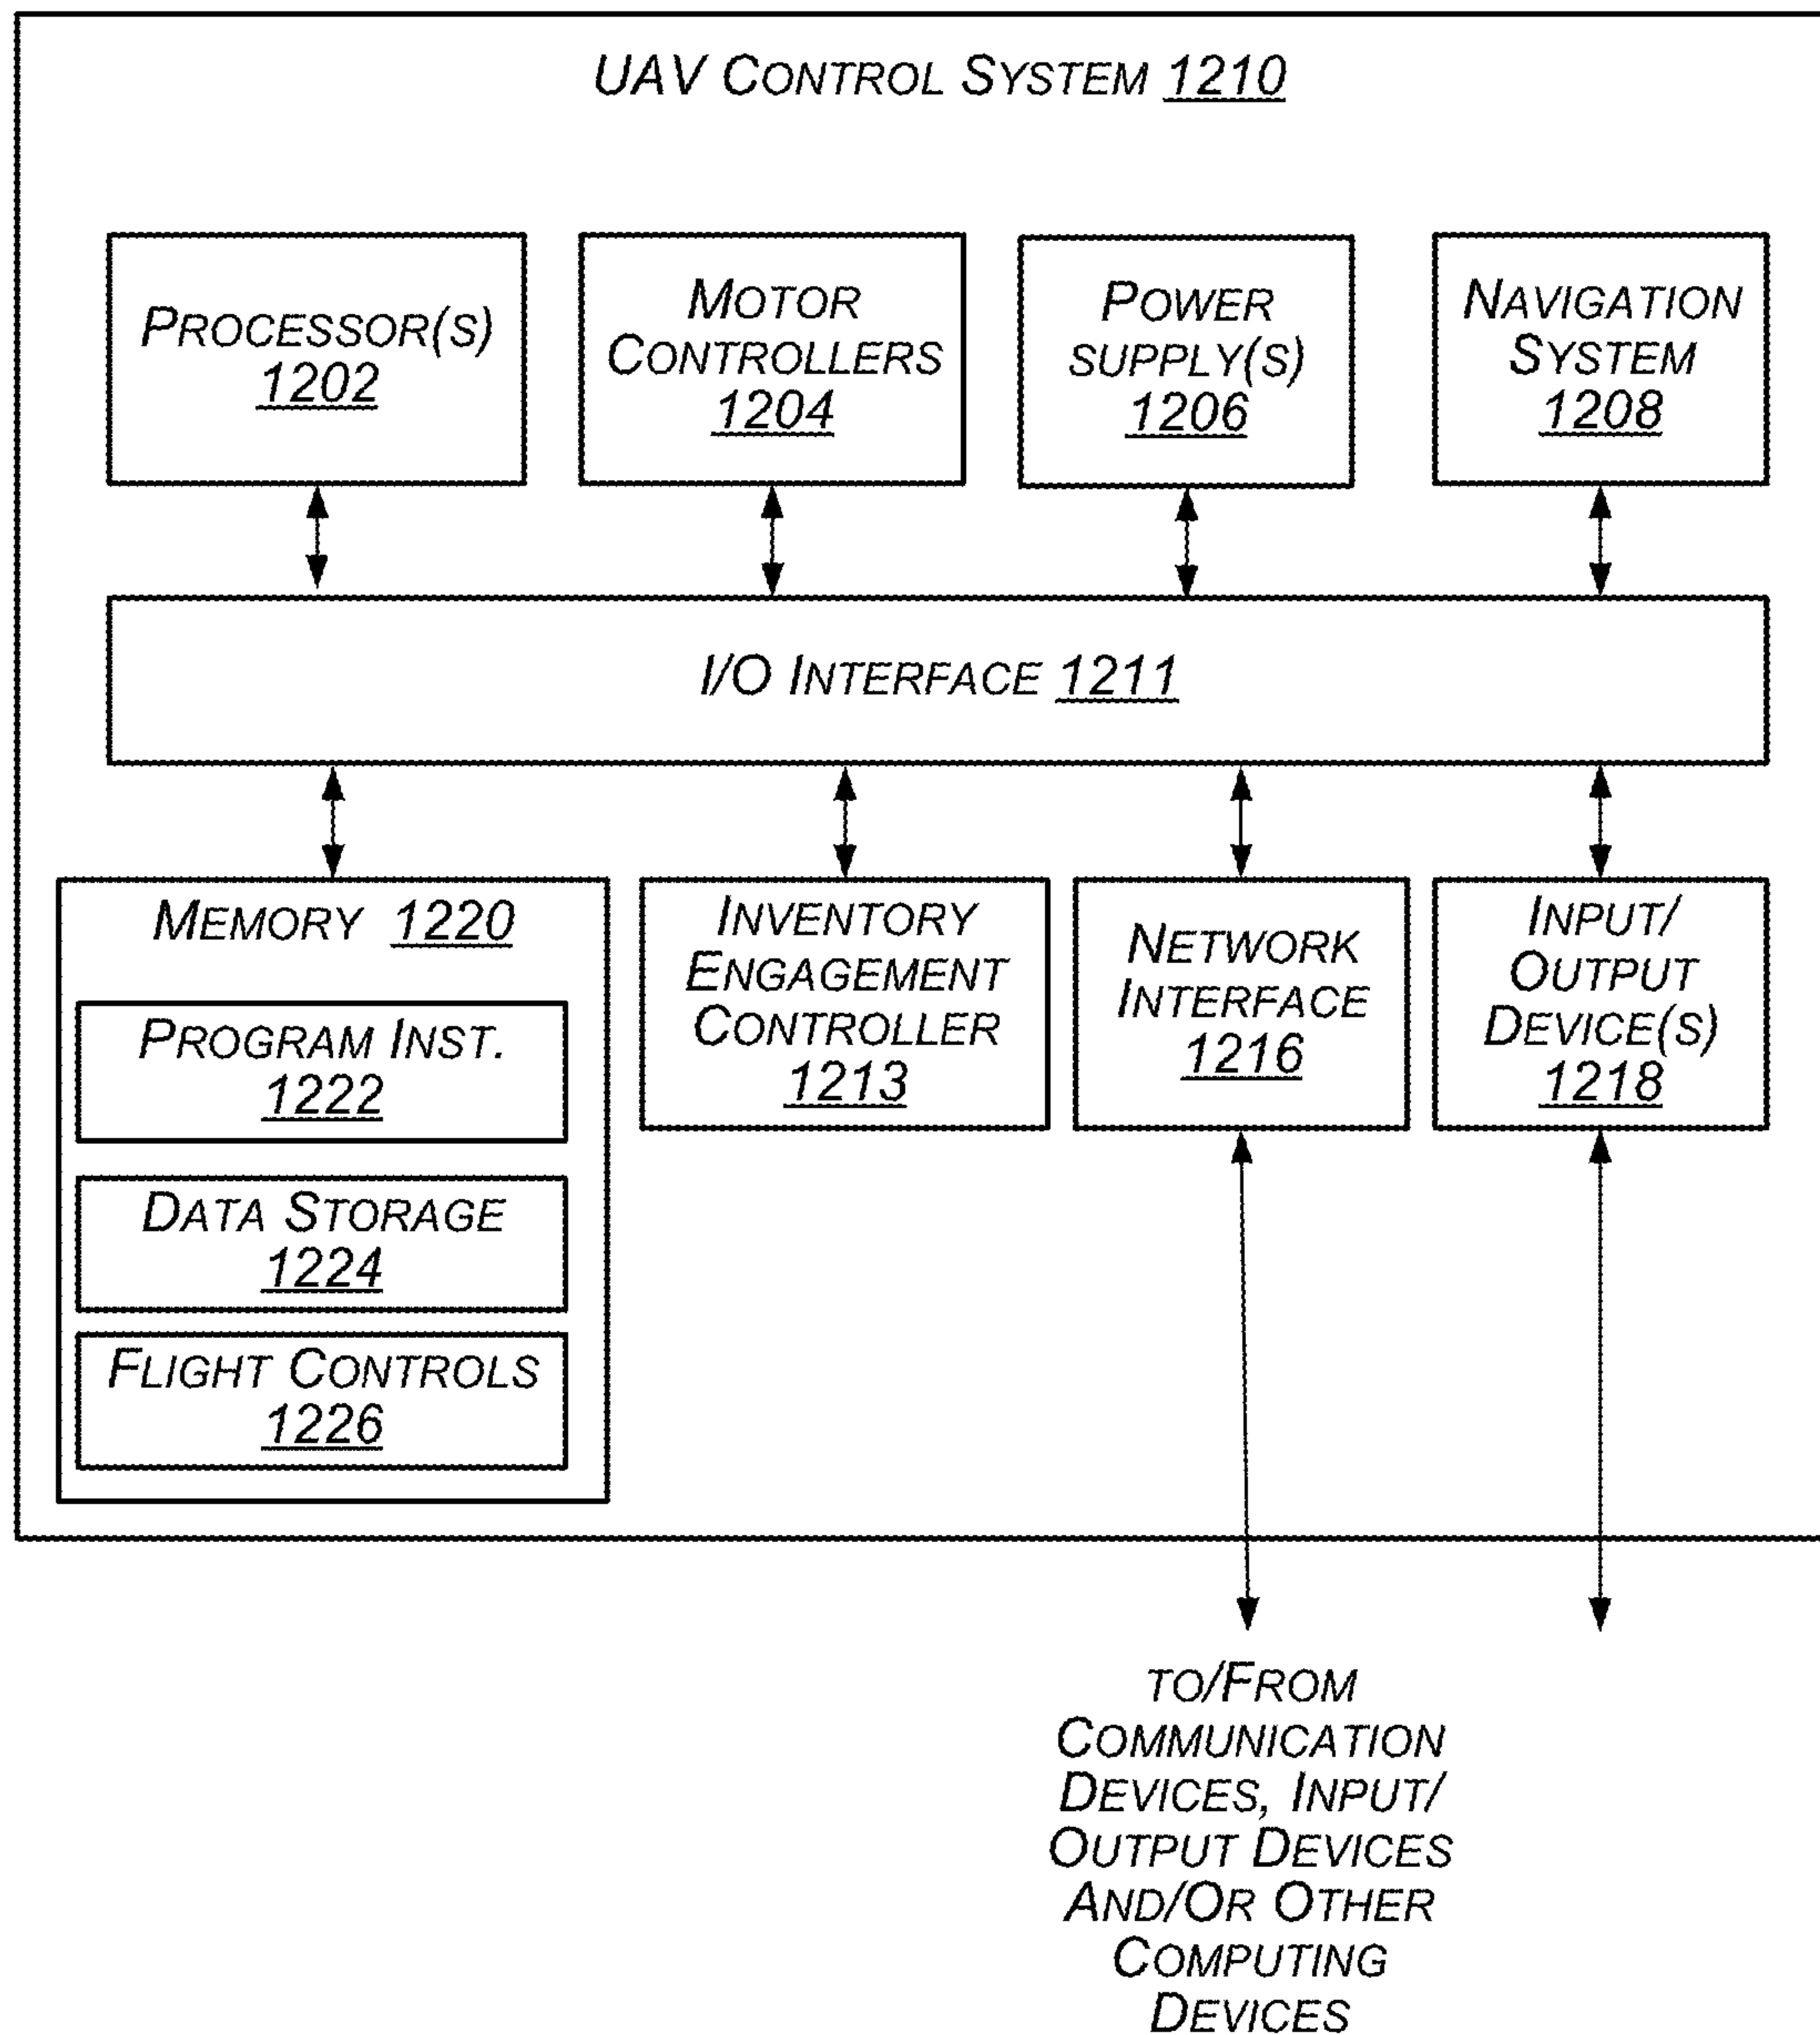 UAV CONTROL SYSTEM 1210
PROCESSOR(S)
1202
MOTOR
CONTROLLERS
1204
POWER
SUPPLY(S)
1206
NAVIGATION
SYSTEM
1208
I/O INTERFACE 1211
MEMORY 1220
PROGRAM INST.
1222
DATA STORAGE
1224
FLIGHT CONTROLS
1226
INVENTORY
ENGAGEMENT
CONTROLLER
1213
NETWORK
INTERFACE
1216
INPUT/
OUTPUT
DEVICE(S)
1218
TO/FROM
COMMUNICATION
DEVICES, INPUT/
OUTPUT DEVICES
AND/OR OTHER
COMPUTING
DEVICES